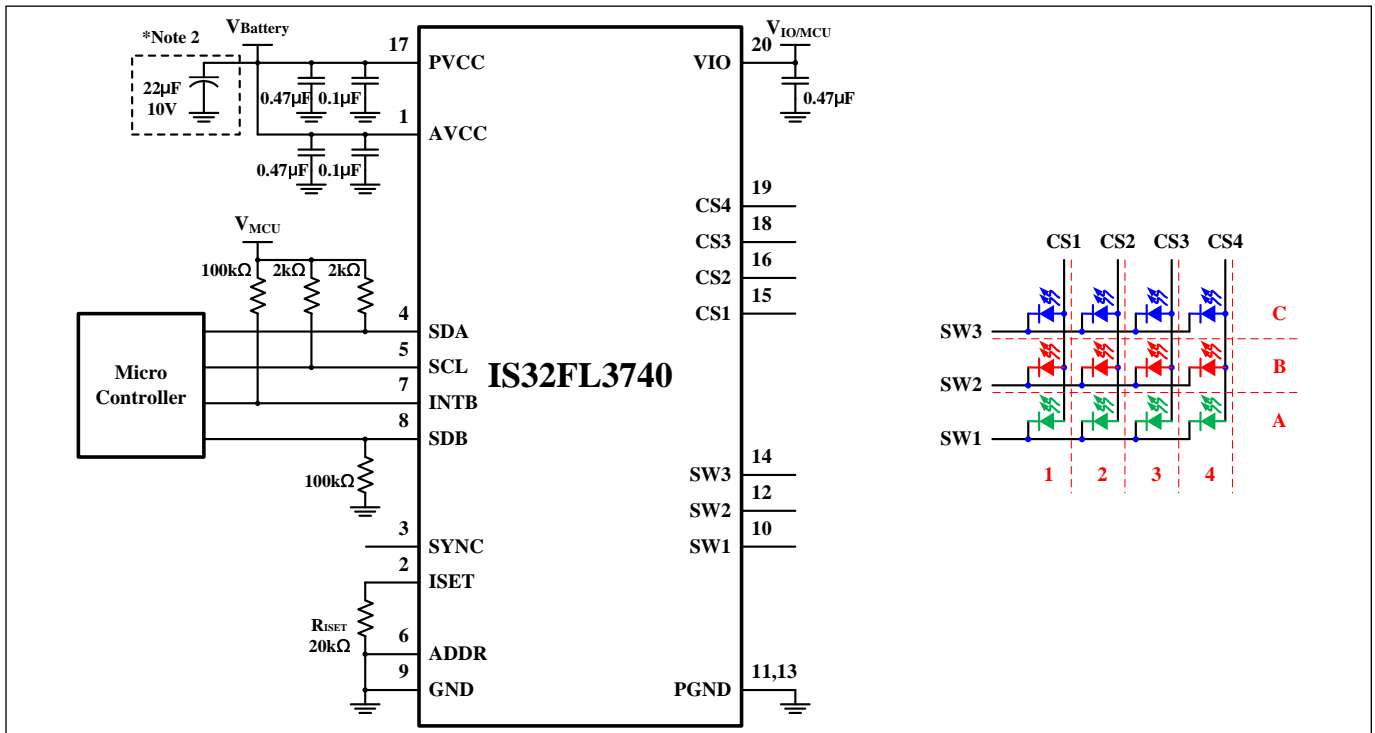 *Note 2
VBattery
22µF
10V
0.47µF
0.1µF
0.47µF
0.1µF
17
PVCC
1
AVCC
VMCU
100kΩ
2kΩ
2kΩ
Micro
Controller
4
SDA
5
SCL
7
INTB
8
SDB
100kΩ
3
SYNC
2
ISET
RISET
20kΩ
6
ADDR
9
GND
IS32FL3740
VIO/MCU
20
VIO
0.47µF
19
CS4
18
CS3
16
CS2
15
CS1
14
SW3
12
SW2
10
SW1
11,13
PGND
CS1 CS2 CS3 CS4
SW3
C
SW2
B
SW1
A
1 2 3 4